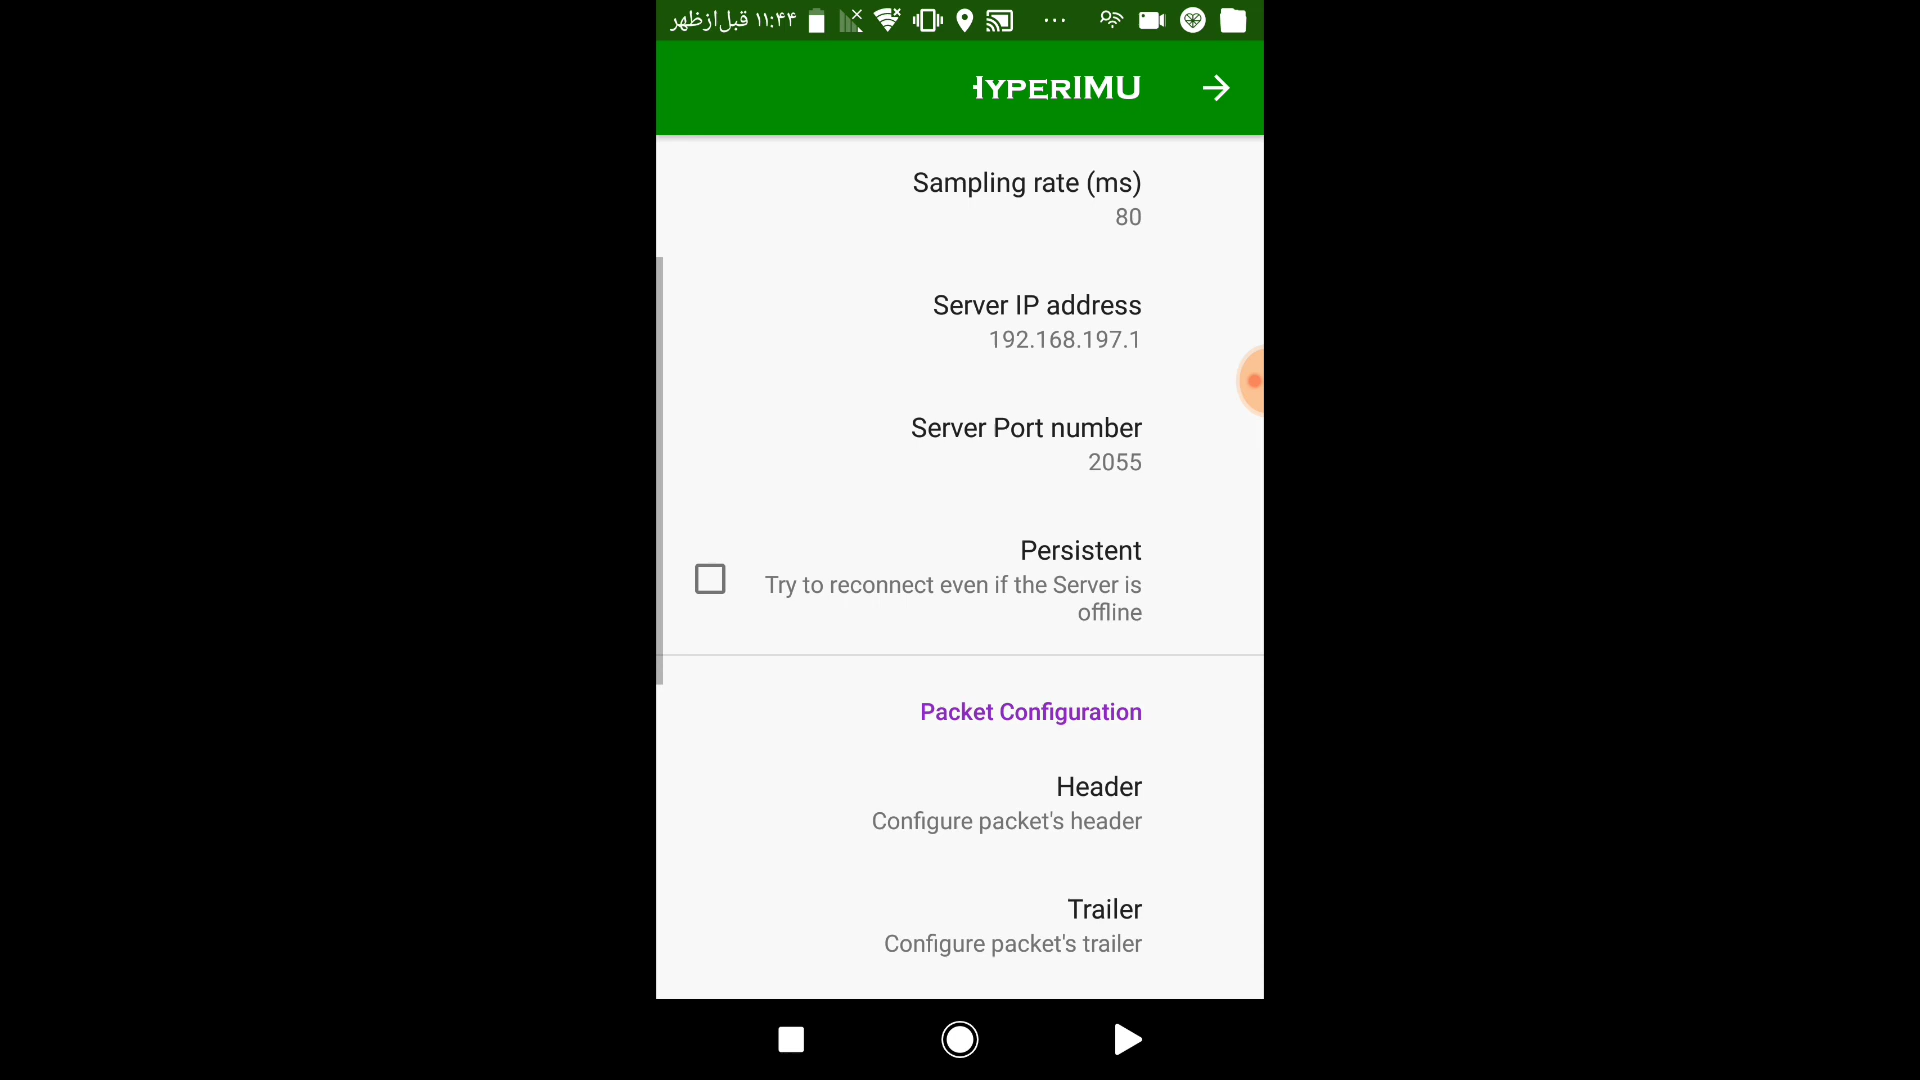 ۱۱:۴۴ قبل‌ازظهر
HYPERIMU
Sampling rate (ms)
80
Server IP address
192.168.197.1
Server Port number
2055
Persistent
Try to reconnect even if the Server is
offline
Packet Configuration
Header
Configure packet's header
Trailer
Configure packet's trailer